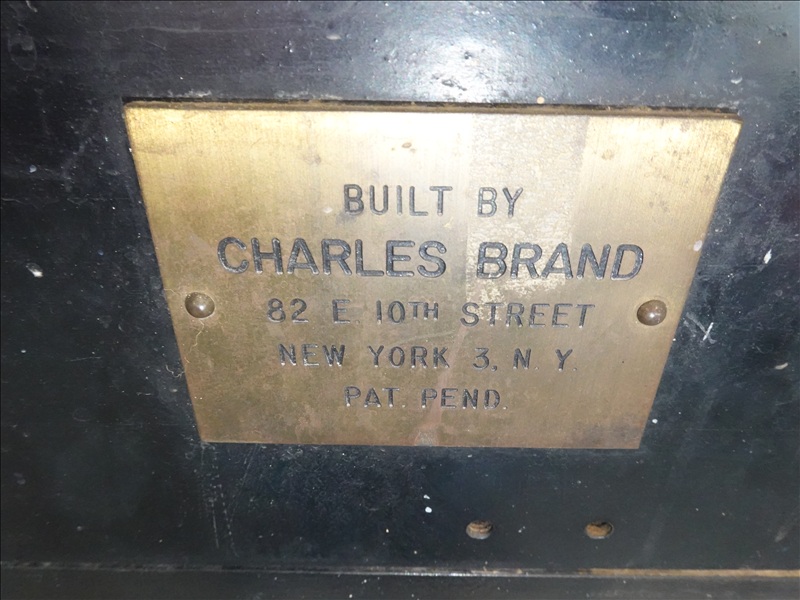 BUILT BY
CHARLES BRAND
82 E. 10TH STREET
NEW YORK 3, N. Y.
PAT. PEND.